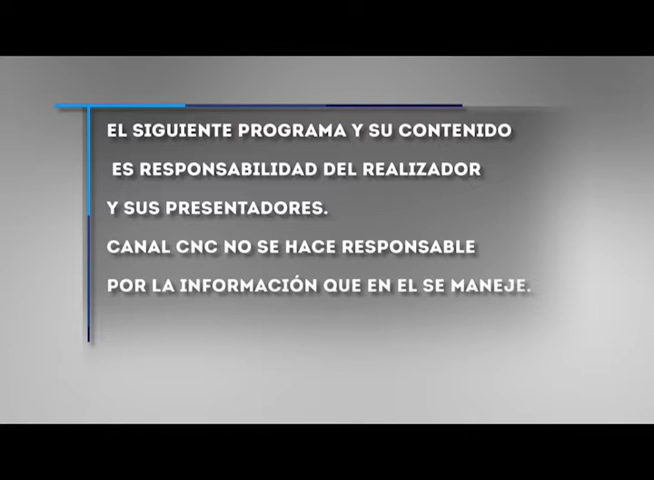 EL SIGUIENTE PROGRAMA Y SU CONTENIDO
ES RESPONSABILIDAD DEL REALIZADOR
Y SUS PRESENTADORES.
CANAL CNC NO SE HACE RESPONSABLE
POR LA INFORMACIÓN QUE EN EL SE MANEJE.